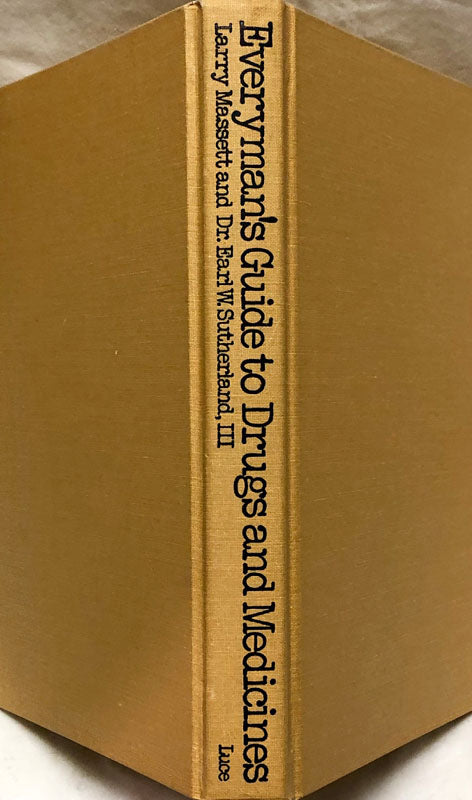 Everyman's Guide to Drugs and Medicines
Larry Massett and Dr. Earl W. Sutherland, III
Luce